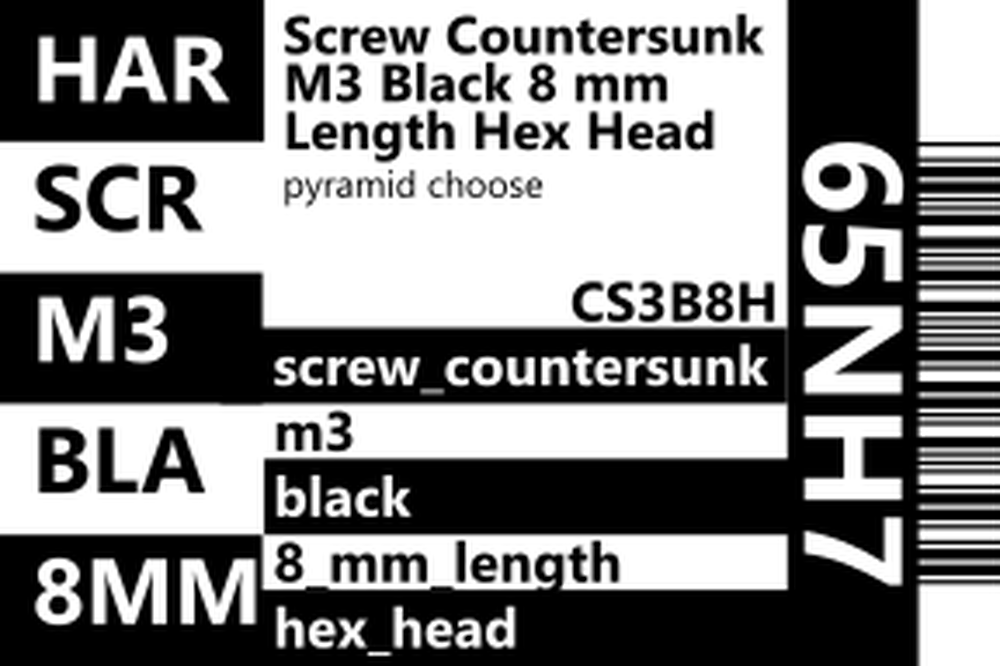 HAR
SCR
M3
BLA
8MM
Screw Countersunk
M3 Black 8 mm
Length Hex Head
pyramid choose
CS3B8H
screw_countersunk
m3
black
8_mm_length
hex_head
65NH7